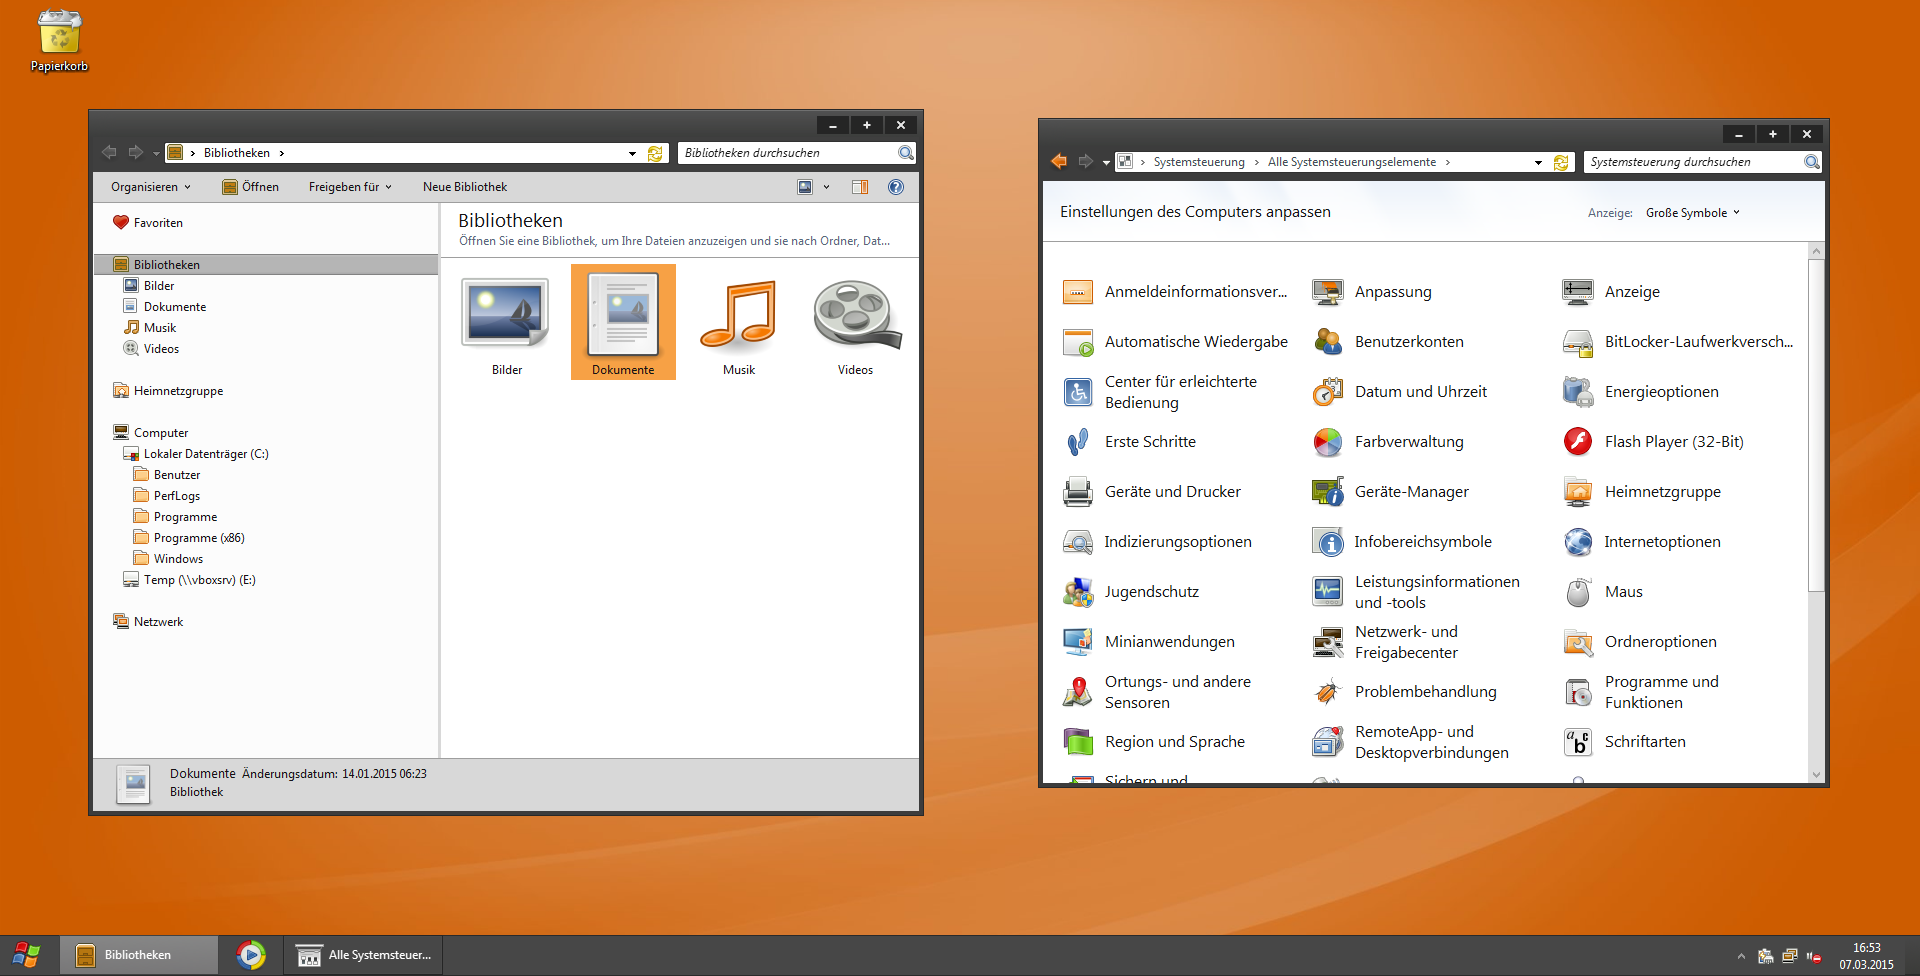 Papierkorb
Bibliotheken
Bibliotheken durchsuchen
Organisieren
Öffnen
Freigeben für
Neue Bibliothek
Favoriten
Bibliotheken
Bilder
Dokumente
Musik
Videos
Heimnetzgruppe
Computer
Lokaler Datenträger (C:)
Benutzer
PerfLogs
Programme
Programme (x86)
Windows
Temp (\\vboxsrv) (E:)
Netzwerk
Bibliotheken
Öffnen Sie eine Bibliothek, um Ihre Dateien anzuzeigen und sie nach Ordner, Dat...
Bilder
Dokumente
Musik
Videos
Dokumente Änderungsdatum: 14.01.2015 06:23
Bibliothek
Systemsteuerung
Alle Systemsteuerungselemente
Systemsteuerung durchsuchen
Einstellungen des Computers anpassen
Anzeige: Große Symbole
Anmeldeinformationsver...
Anpassung
Anzeige
Automatische Wiedergabe
Benutzerkonten
BitLocker-Laufwerkversch...
Center für erleichterte
Bedienung
Datum und Uhrzeit
Energieoptionen
Erste Schritte
Farbverwaltung
Flash Player (32-Bit)
Geräte und Drucker
Geräte-Manager
Heimnetzgruppe
Indizierungsoptionen
Infobereichsymbole
Internetoptionen
Jugendschutz
Leistungsinformationen
und -tools
Maus
Minianwendungen
Netzwerk- und
Freigabecenter
Ordneroptionen
Ortungs- und andere
Sensoren
Problembehandlung
Programme und
Funktionen
Region und Sprache
RemoteApp- und
Desktopverbindungen
Schriftarten
Sichern und
Bibliotheken
Alle Systemsteuer...
16:53
07.03.2015